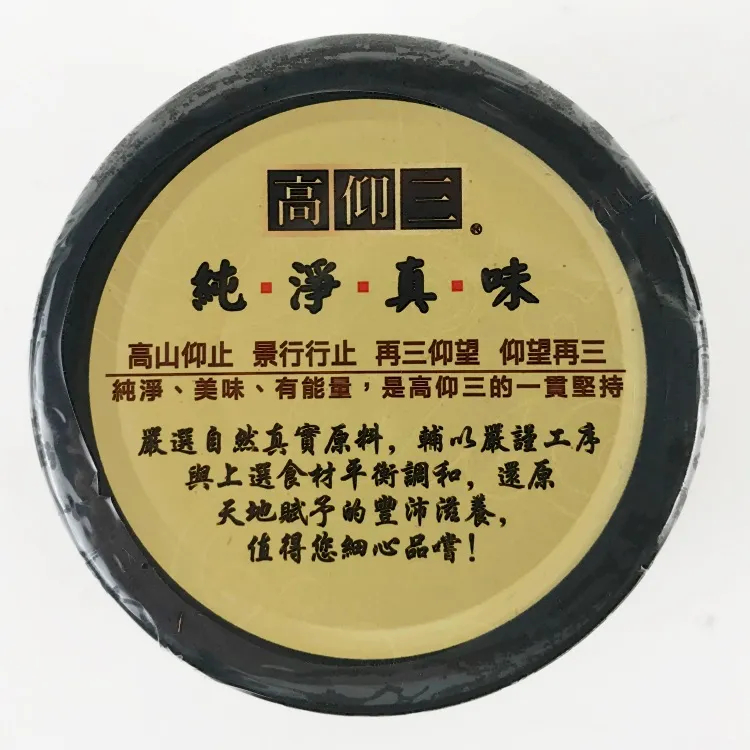 高仰三®
純·淨·真·味
高山仰止 景行行止 再三仰望 仰望再三
純淨、美味、有能量，是高仰三的一貫堅持
嚴選自然真實原料，輔以嚴謹工序
與上選食材平衡調和，還原
天地賦予的豐沛滋養，
值得您細心品嚐！